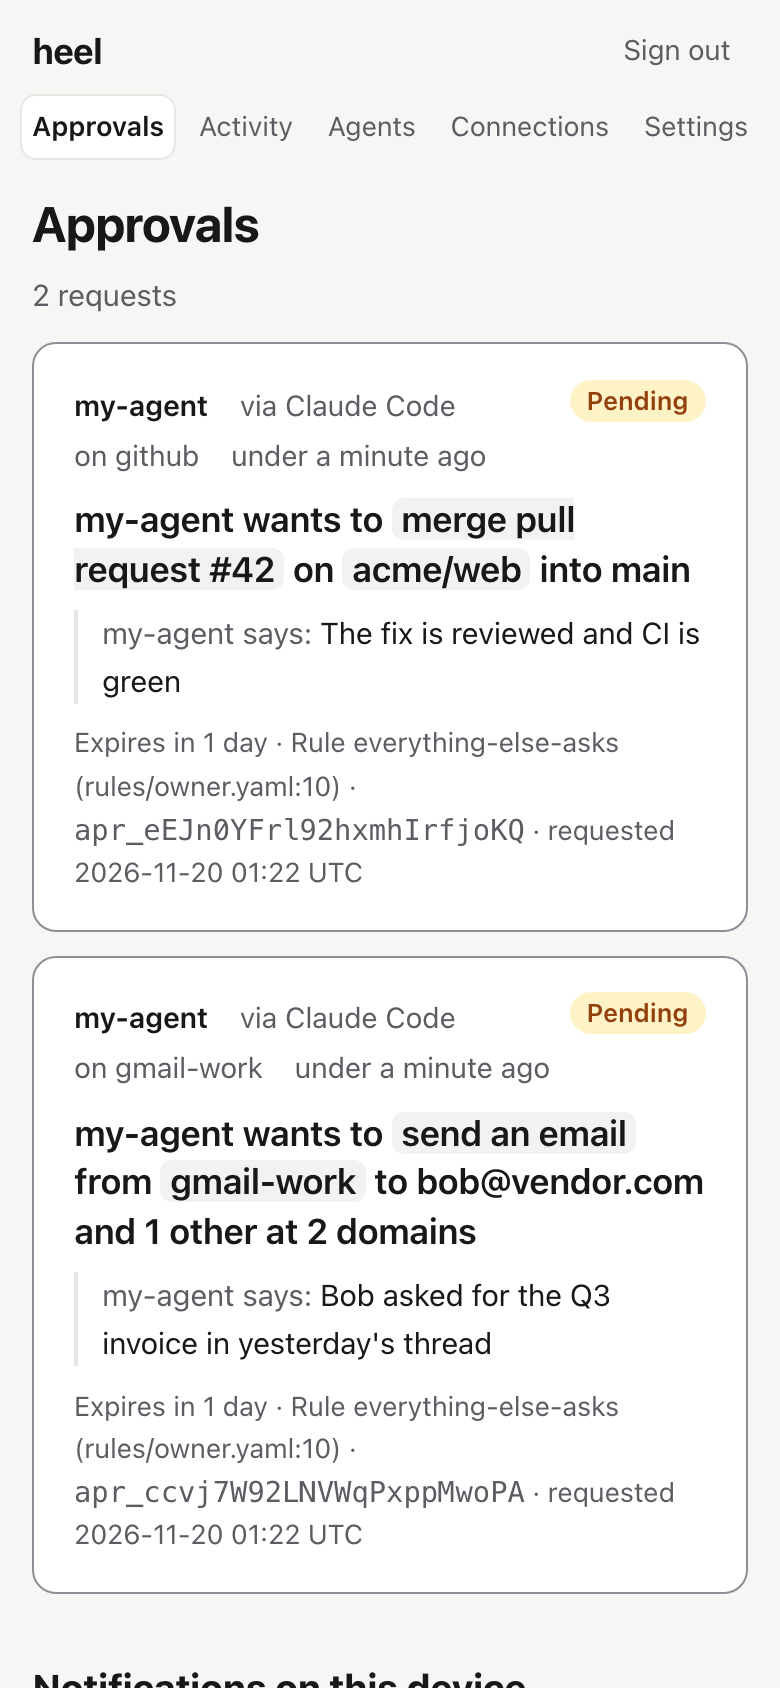 heel
Sign out
Approvals Activity Agents Connections Settings
Approvals
2 requests
my-agent via Claude Code Pending
on github under a minute ago
my-agent wants to merge pull
request #42 on acme/web into main
my-agent says: The fix is reviewed and CI is
green
Expires in 1 day · Rule everything-else-asks
(rules/owner.yaml:10) ·
apr_eEJn0YFrl92hxmhIrfjoKQ · requested
2026-11-20 01:22 UTC
my-agent via Claude Code Pending
on gmail-work under a minute ago
my-agent wants to send an email
from gmail-work to bob@vendor.com
and 1 other at 2 domains
my-agent says: Bob asked for the Q3
invoice in yesterday's thread
Expires in 1 day · Rule everything-else-asks
(rules/owner.yaml:10) ·
apr_ccvj7W92LNVWqPxppMwoPA · requested
2026-11-20 01:22 UTC
Notifications on this device